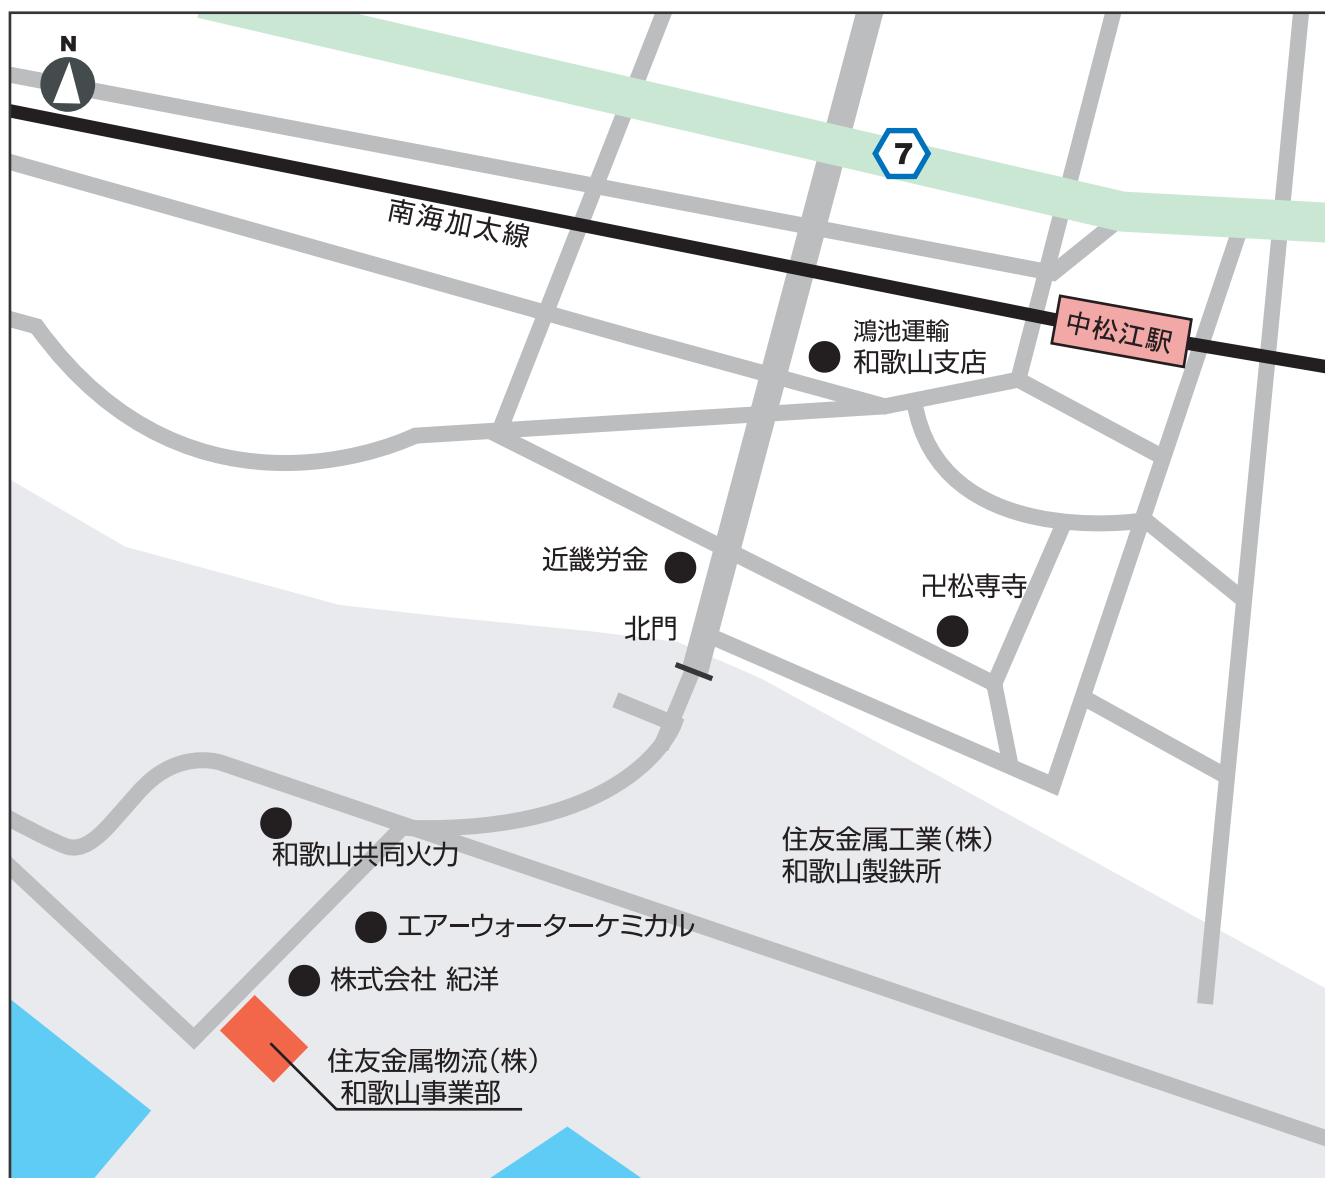 N
7
南海加太線
中松江駅
鴻池運輸
和歌山支店
近畿労金
卍松専寺
北門
住友金属工業(株)
和歌山製鉄所
和歌山共同火力
エアーウォーターケミカル
株式会社 紀洋
住友金属物流(株)
和歌山事業部